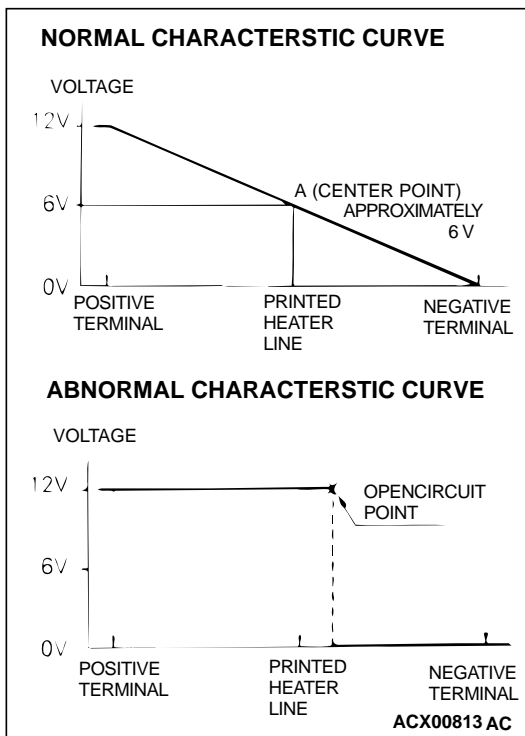 NORMAL CHARACTERSTIC CURVE
VOLTAGE
12V
A (CENTER POINT)
6V
APPROXIMATELY
6 V
0V
POSITIVE
TERMINAL
PRINTED
HEATER
LINE
NEGATIVE
TERMINAL
ABNORMAL CHARACTERSTIC CURVE
VOLTAGE
12V
OPENCIRCUIT
POINT
6V
0V
POSITIVE
TERMINAL
PRINTED
HEATER
LINE
NEGATIVE
TERMINAL
ACX00813 AC